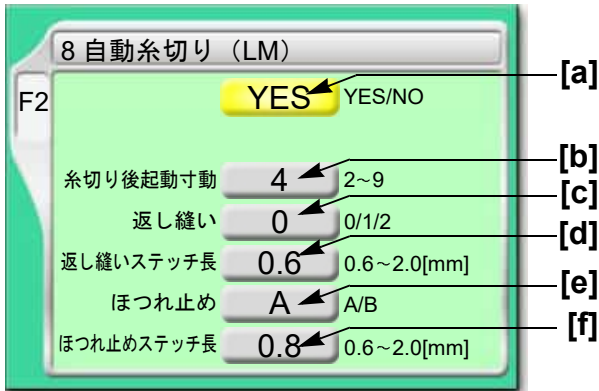 8 自動糸切り（LM）
F2
YES YES/NO [a]
糸切り後起動寸動 4 2~9 [b]
返し縫い 0 0/1/2 [c]
返し縫いステッチ長 0.6 0.6~2.0[mm] [d]
ほつれ止め A A/B [e]
ほつれ止めステッチ長 0.8 0.6~2.0[mm] [f]